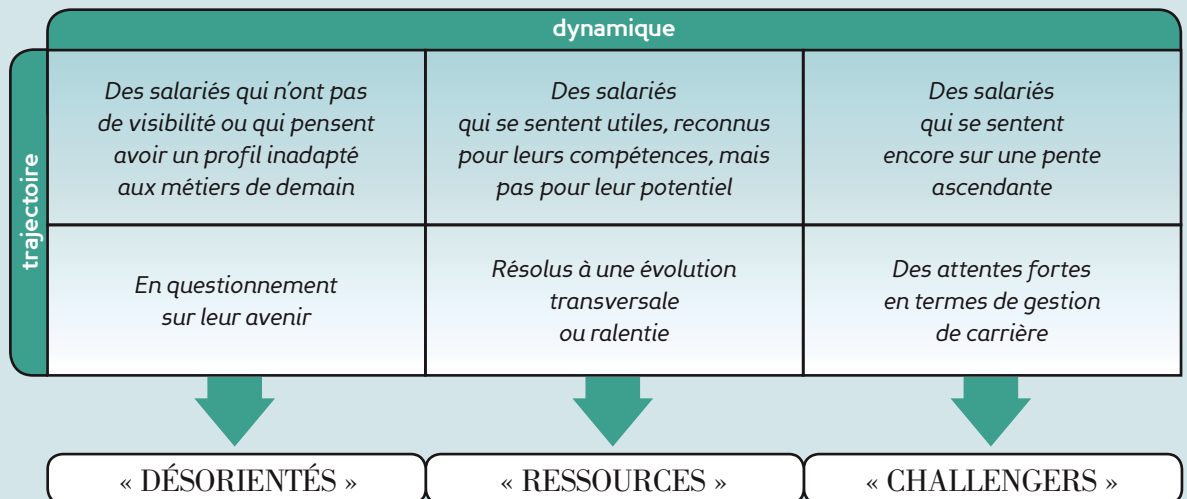 dynamique
trajectoire
Des salariés qui n'ont pas
de visibilité ou qui pensent
avoir un profil inadapté
aux métiers de demain
Des salariés
qui se sentent utiles, reconnus
pour leurs compétences, mais
pas pour leur potentiel
Des salariés
qui se sentent
encore sur une pente
ascendante
En questionnement
sur leur avenir
Résolus à une évolution
transversale
ou ralentie
Des attentes fortes
en termes de gestion
de carrière
« DÉSORIENTÉS »
« RESSOURCES »
« CHALLENGERS »